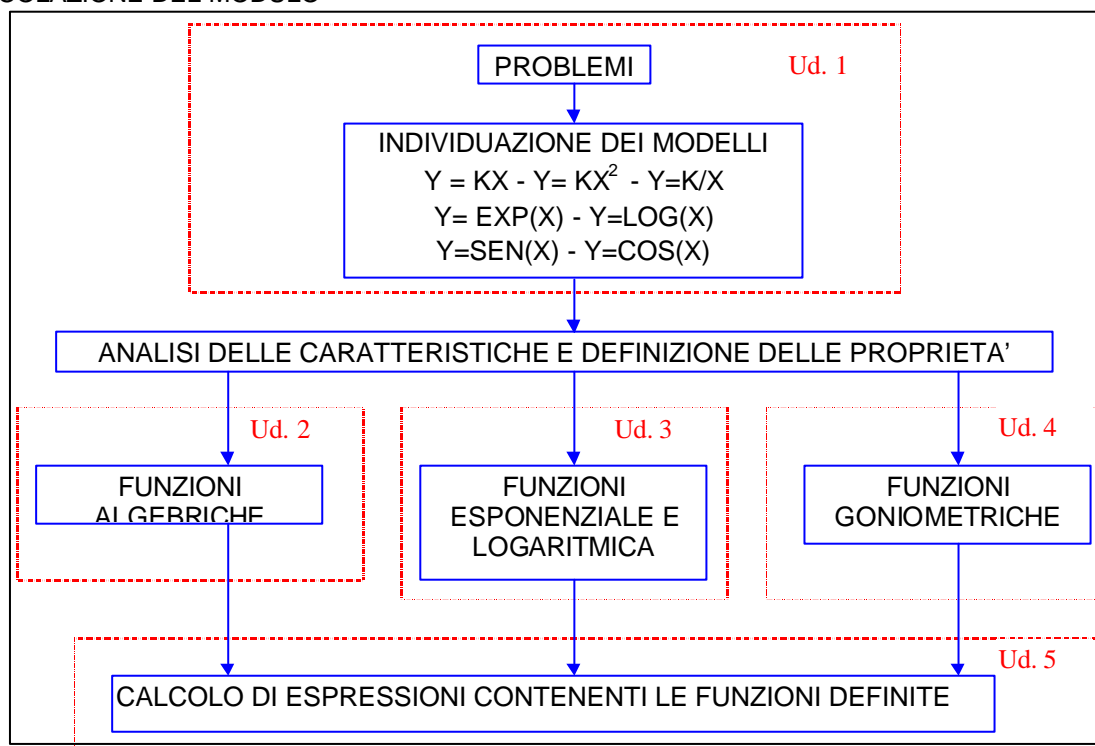 PROBLEMI
Ud. 1
INDIVIDUAZIONE DEI MODELLI
Y = KX - Y= KX² - Y=K/X
Y= EXP(X) - Y=LOG(X)
Y=SEN(X) - Y=COS(X)
ANALISI DELLE CARATTERISTICHE E DEFINIZIONE DELLE PROPRIETA’
Ud. 2
FUNZIONI
ALGEBRICHE
Ud. 3
FUNZIONI
ESPONENZIALE E
LOGARITMICA
Ud. 4
FUNZIONI
GONIOMETRICHE
Ud. 5
CALCOLO DI ESPRESSIONI CONTENENTI LE FUNZIONI DEFINITE